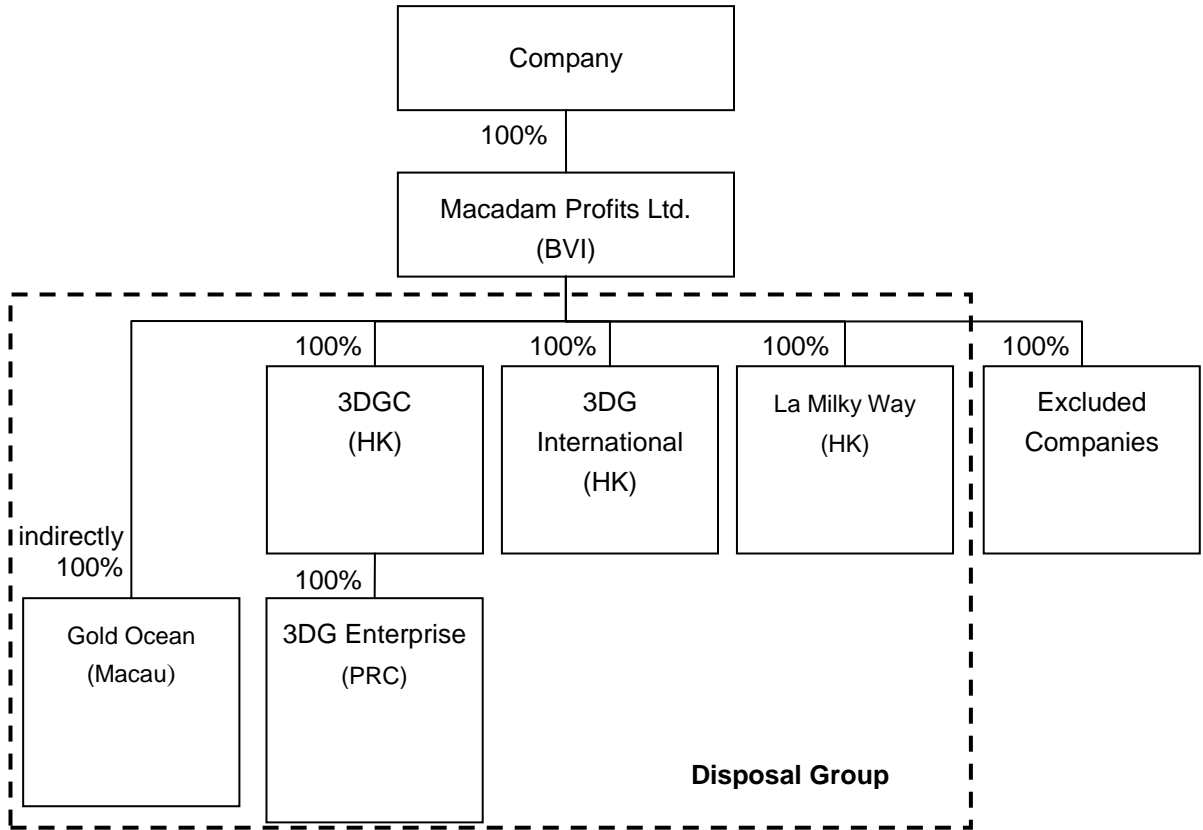 Company
100%
Macadam Profits Ltd.
(BVI)
100%
100%
100%
100%
3DGC
(HK)
3DG
International
(HK)
La Milky Way
(HK)
Excluded
Companies
indirectly
100%
100%
Gold Ocean
(Macau)
3DG Enterprise
(PRC)
Disposal Group